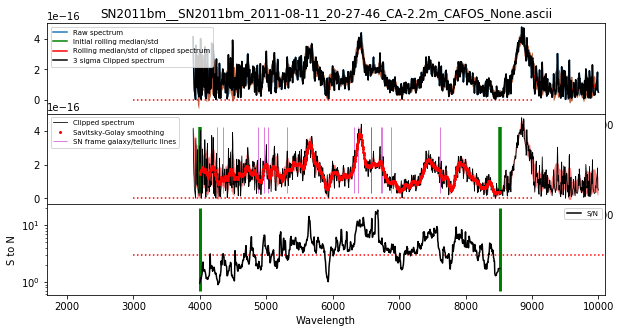 SN2011bm__SN2011bm_2011-08-11_20-27-46_CA-2.2m_CAFOS_None.ascii
1e−16
Raw spectrum
Initial rolling median/std
Rolling median/std of clipped spectrum
3 sigma Clipped spectrum
4
2
0
1e−16
Clipped spectrum
Savitsky-Golay smoothing
SN frame galaxy/telluric lines
4
2
0
S/N
S to N
10¹
10⁰
2000 3000 4000 5000 6000 7000 8000 9000 10000
Wavelength